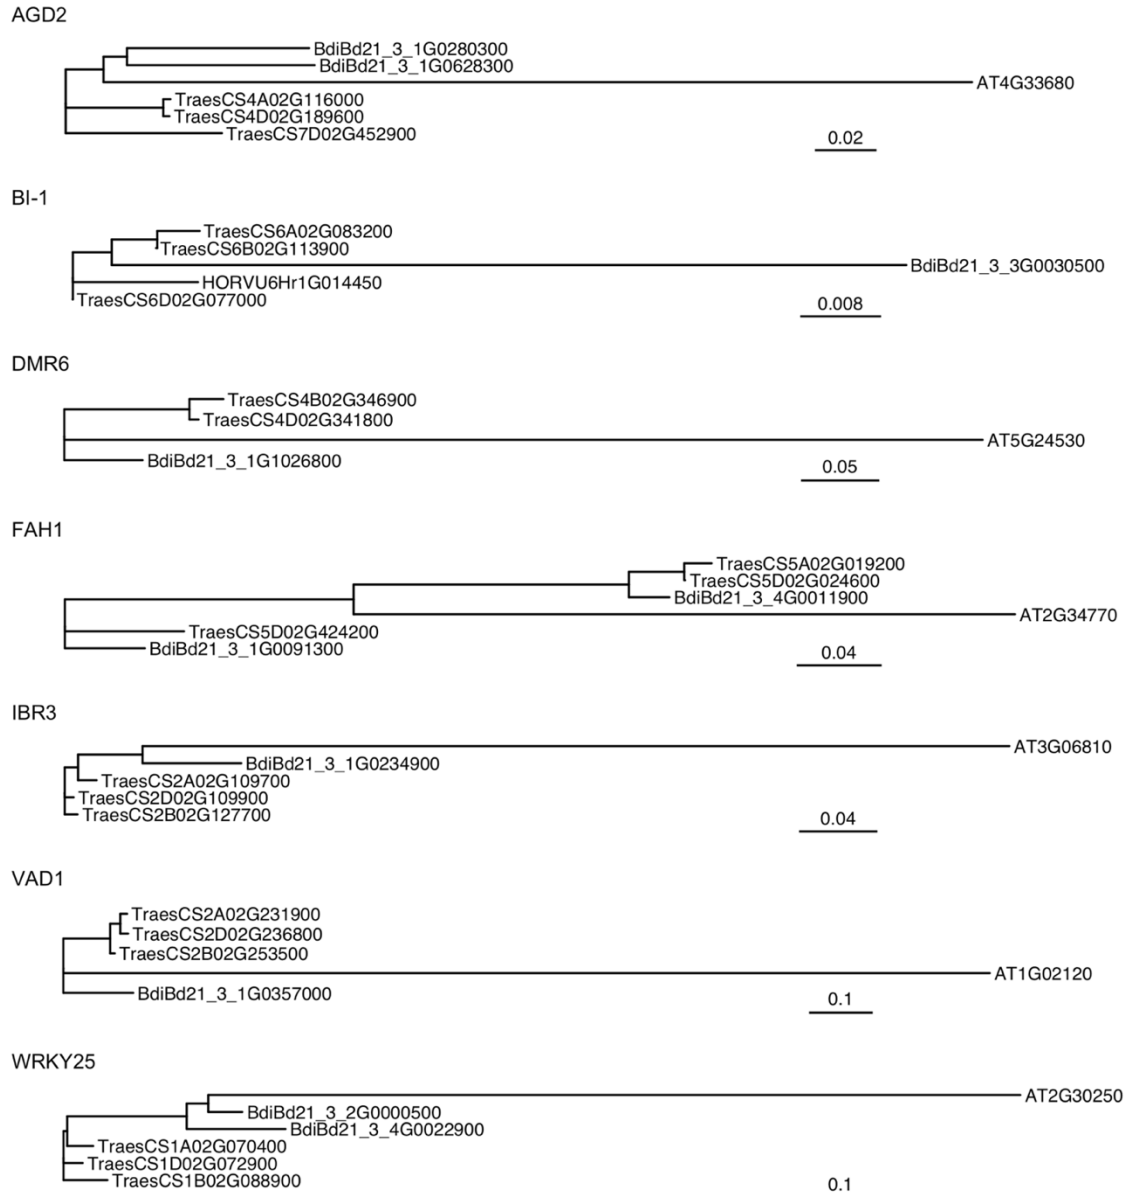 AGD2
BdiBd21_3_1G0280300
BdiBd21_3_1G0628300
AT4G33680
TraesCS4A02G116000
TraesCS4D02G189600
TraesCS7D02G452900
0.02
BI-1
TraesCS6A02G083200
TraesCS6B02G113900
BdiBd21_3_3G0030500
HORVU6Hr1G014450
TraesCS6D02G077000
0.008
DMR6
TraesCS4B02G346900
TraesCS4D02G341800
AT5G24530
BdiBd21_3_1G1026800
0.05
FAH1
TraesCS5A02G019200
TraesCS5D02G024600
BdiBd21_3_4G0011900
AT2G34770
TraesCS5D02G424200
BdiBd21_3_1G0091300
0.04
IBR3
AT3G06810
BdiBd21_3_1G0234900
TraesCS2A02G109700
TraesCS2D02G109900
TraesCS2B02G127700
0.04
VAD1
TraesCS2A02G231900
TraesCS2D02G236800
TraesCS2B02G253500
AT1G02120
BdiBd21_3_1G0357000
0.1
WRKY25
AT2G30250
BdiBd21_3_2G0000500
BdiBd21_3_4G0022900
TraesCS1A02G070400
TraesCS1D02G072900
TraesCS1B02G088900
0.1